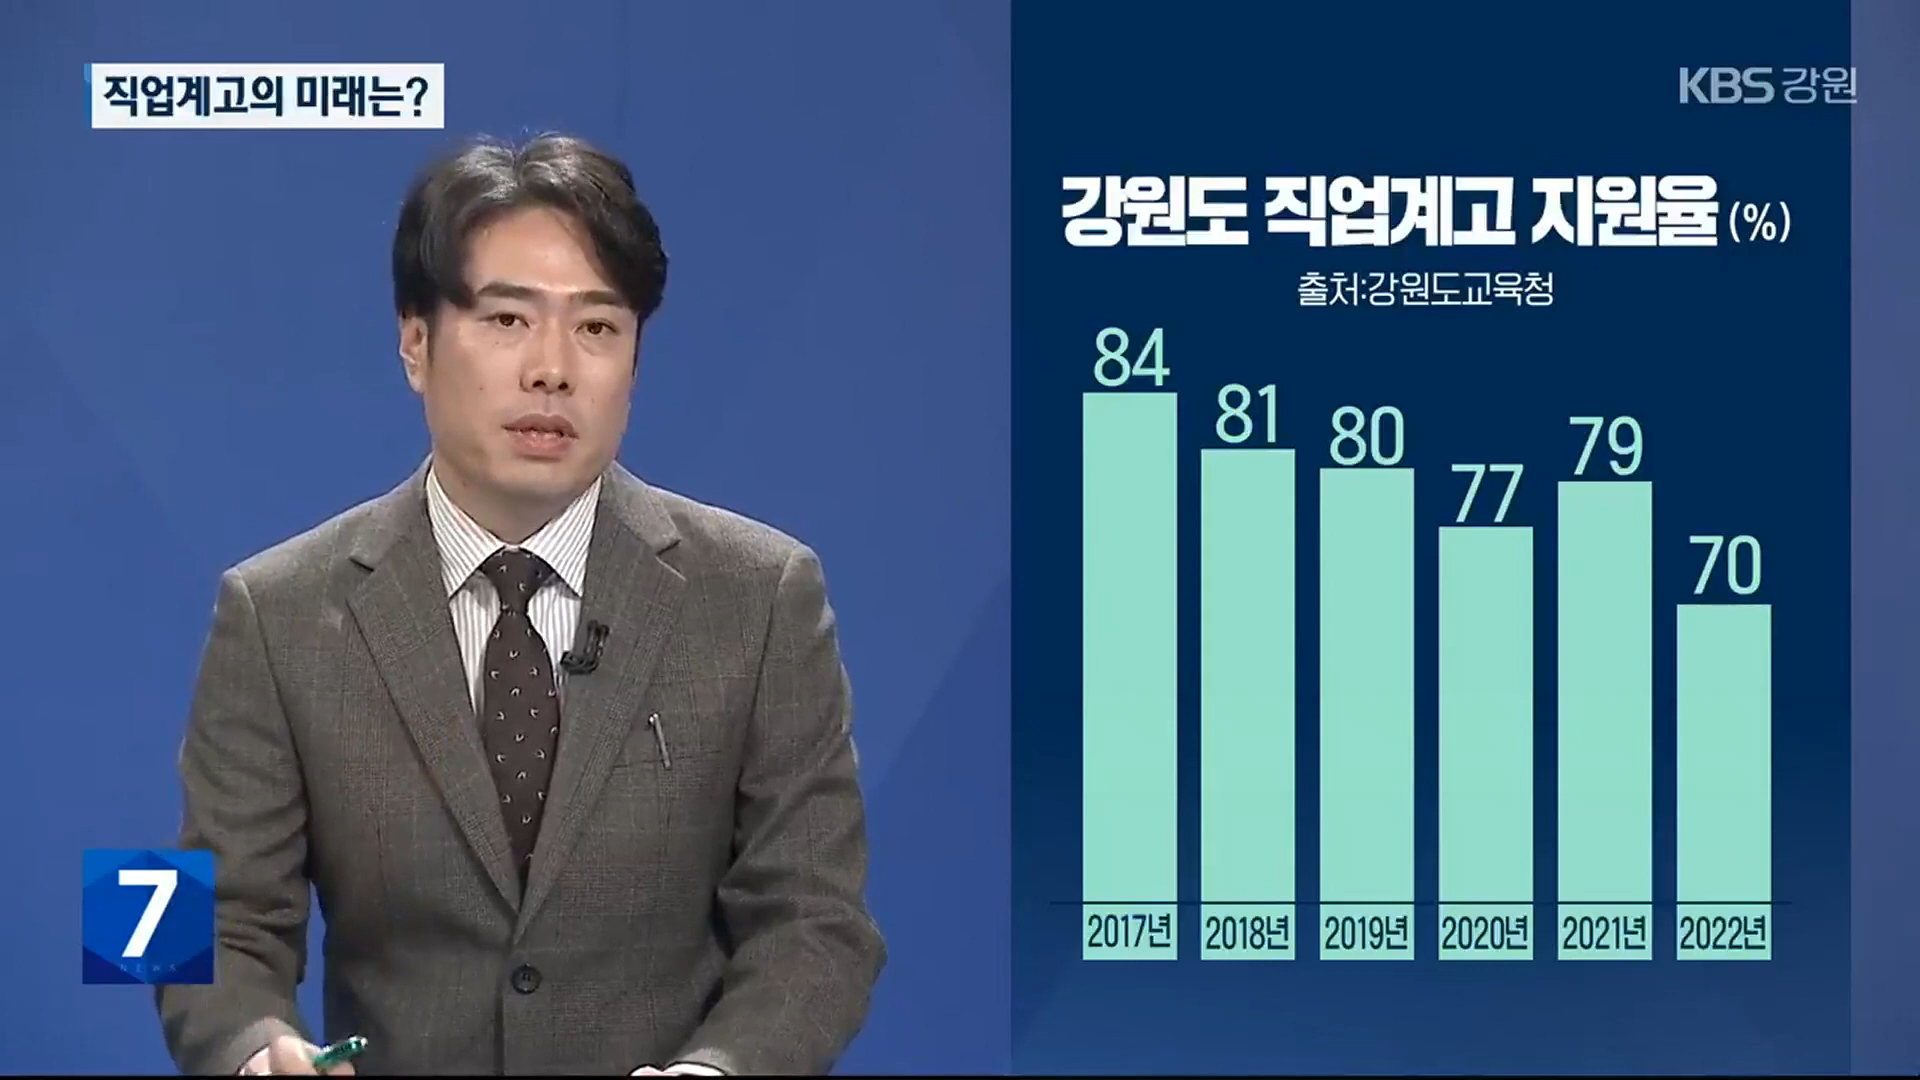 직업계고의 미래는?
KBS 강원
강원도 직업계고 지원율 (%)
출처:강원도교육청
84
81
80
77
79
70
2017년
2018년
2019년
2020년
2021년
2022년
7
NEWS